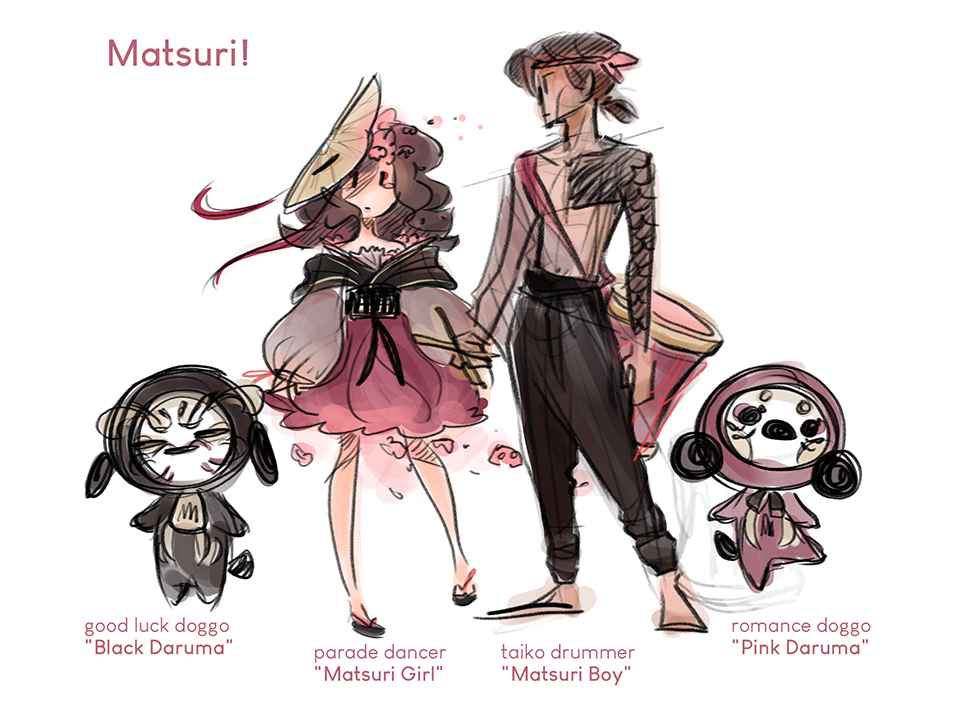 Matsuri!
good luck doggo
"Black Daruma"
parade dancer
"Matsuri Girl"
taiko drummer
"Matsuri Boy"
romance doggo
"Pink Daruma"